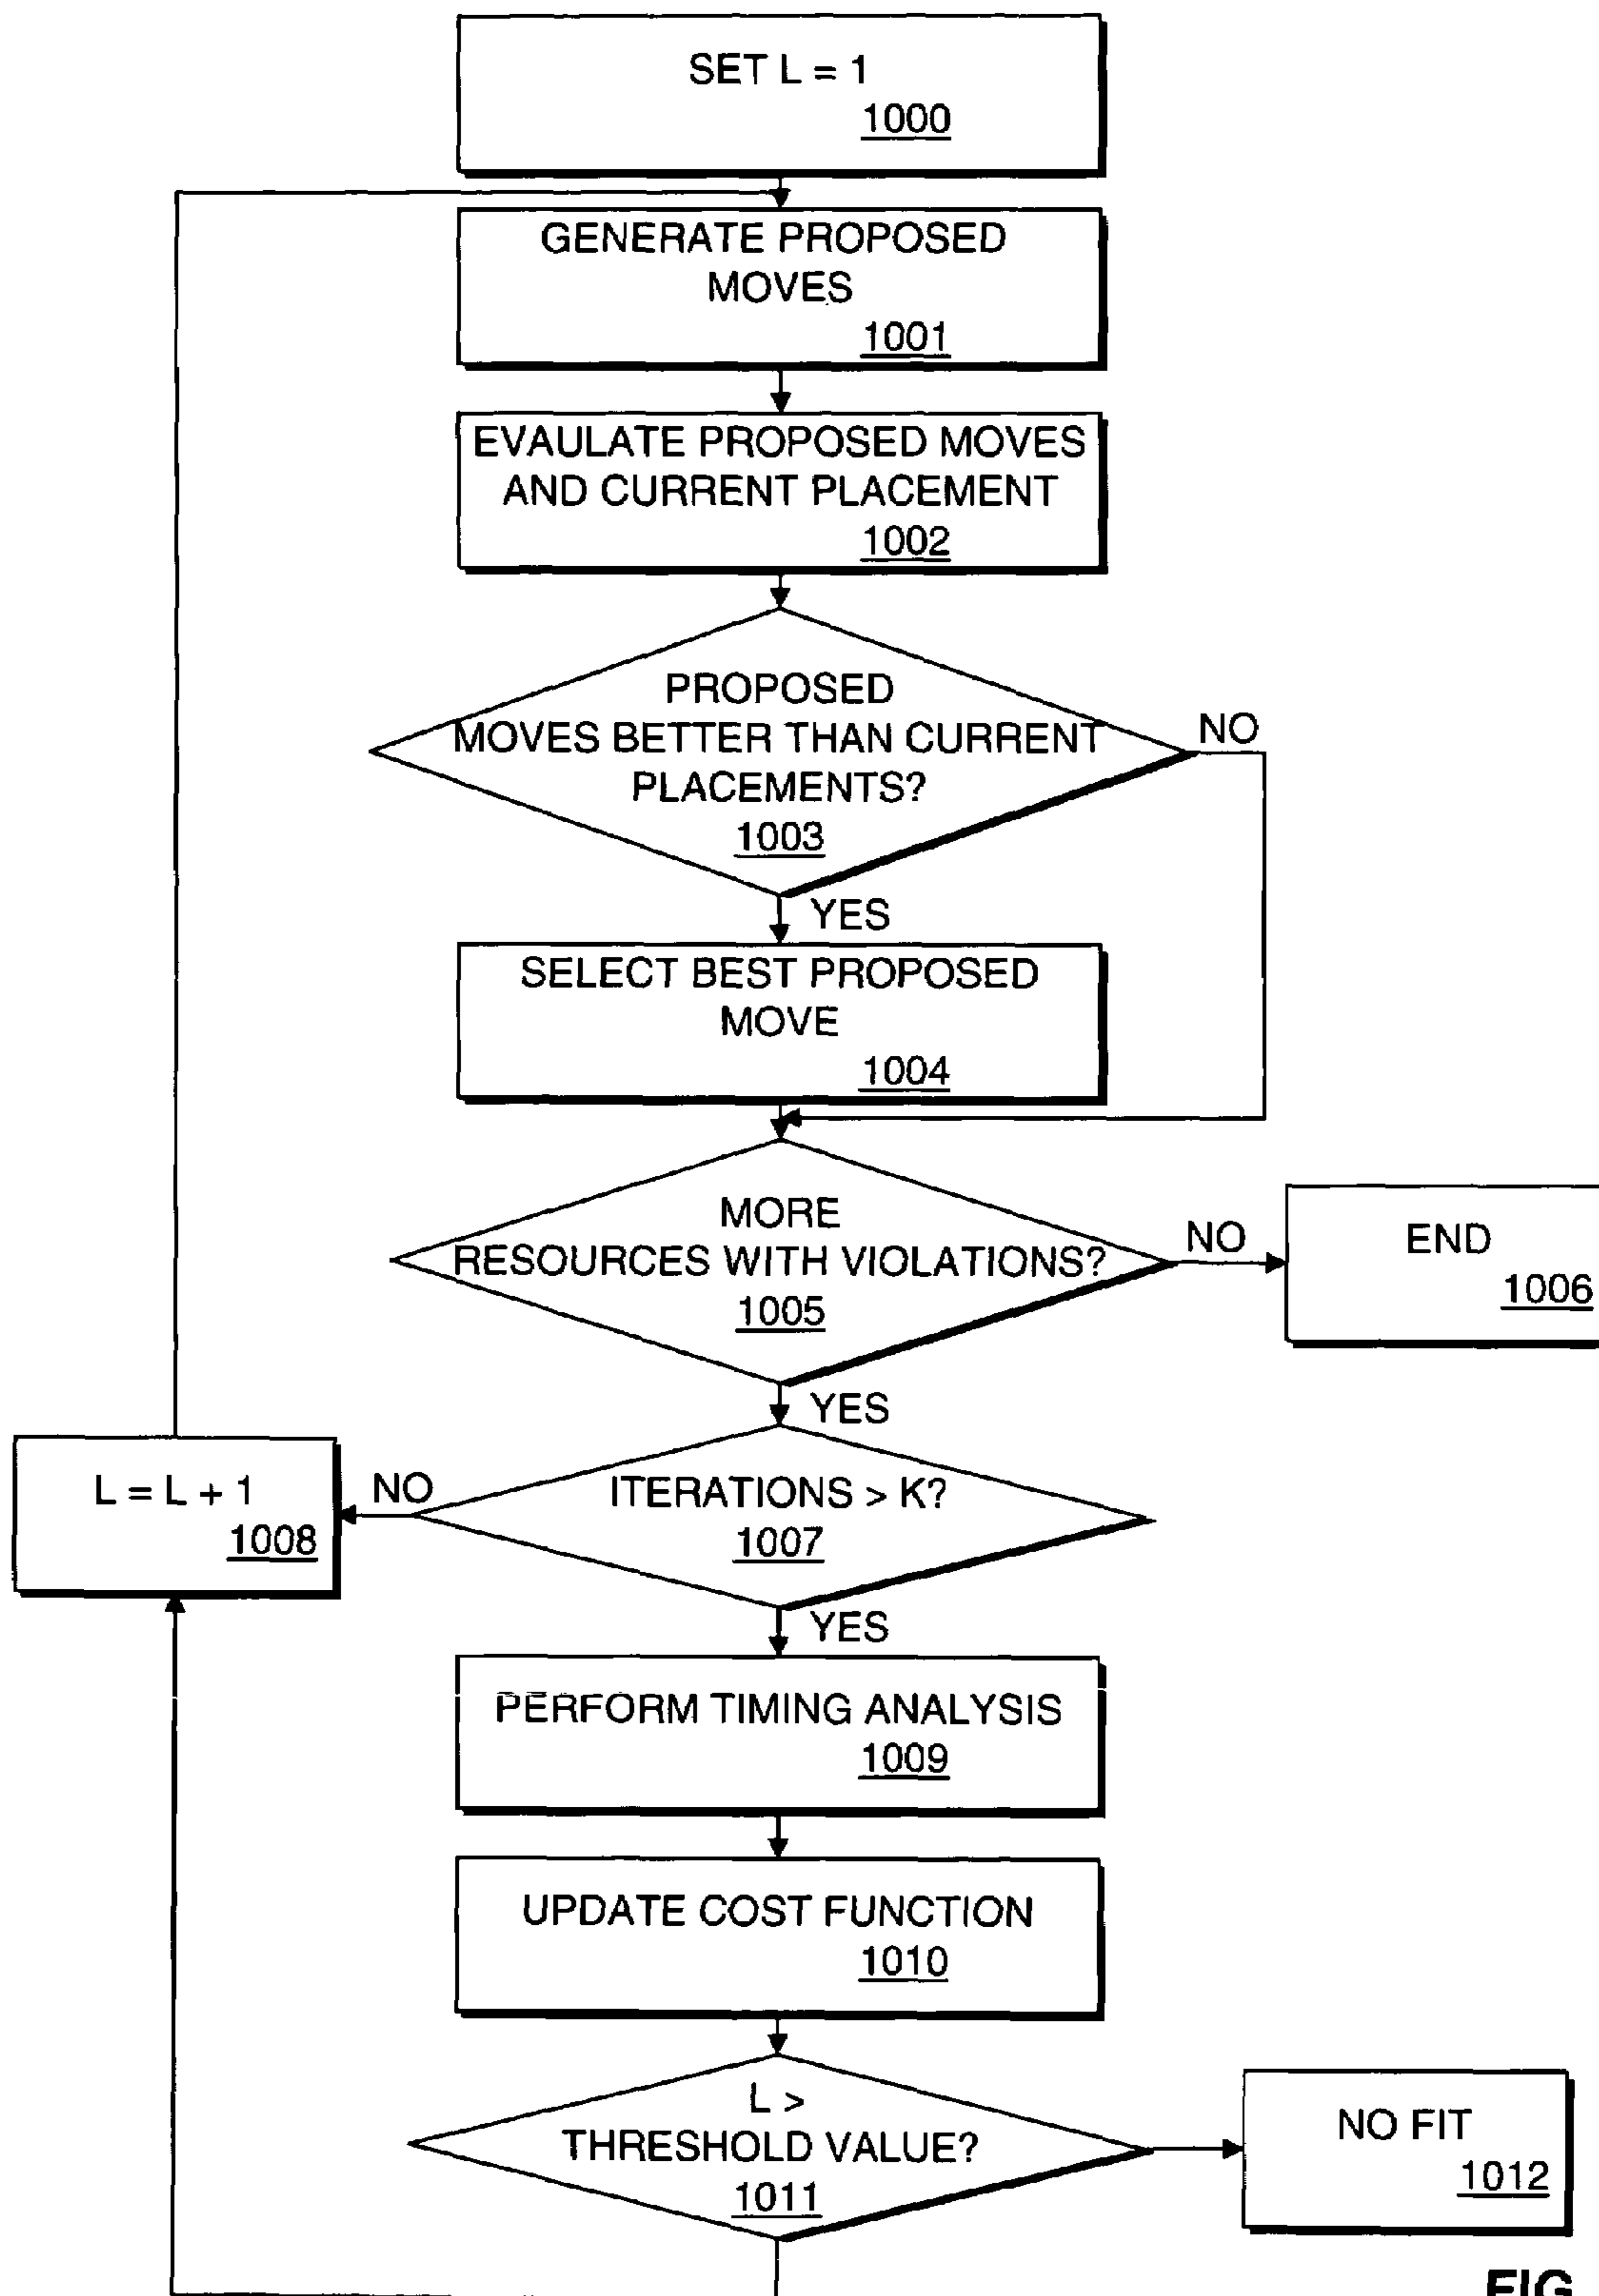 SET L = 1
1000
GENERATE PROPOSED
MOVES
1001
EVAULATE PROPOSED MOVES
AND CURRENT PLACEMENT
1002
PROPOSED
MOVES BETTER THAN CURRENT
PLACEMENTS?
1003
NO
YES
SELECT BEST PROPOSED
MOVE
1004
MORE
RESOURCES WITH VIOLATIONS?
1005
NO
END
1006
YES
ITERATIONS > K?
1007
NO
L = L + 1
1008
YES
PERFORM TIMING ANALYSIS
1009
UPDATE COST FUNCTION
1010
L >
THRESHOLD VALUE?
1011
NO FIT
1012
FIG